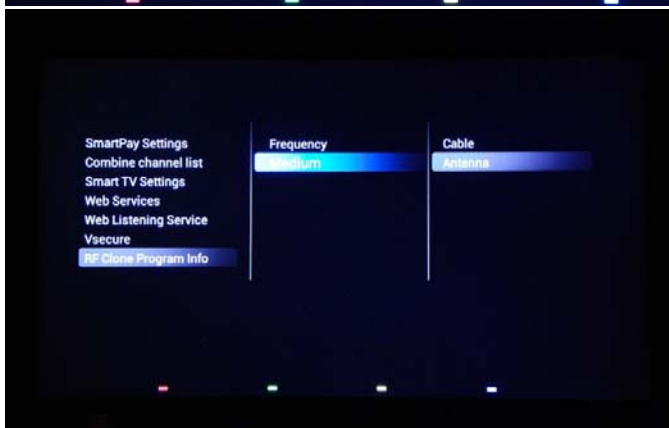 SmartPay Settings
Combine channel list
Smart TV Settings
Web Services
Web Listening Service
Vsecure
RF Clone Program Info
Frequency
Medium
Cable
Antenna